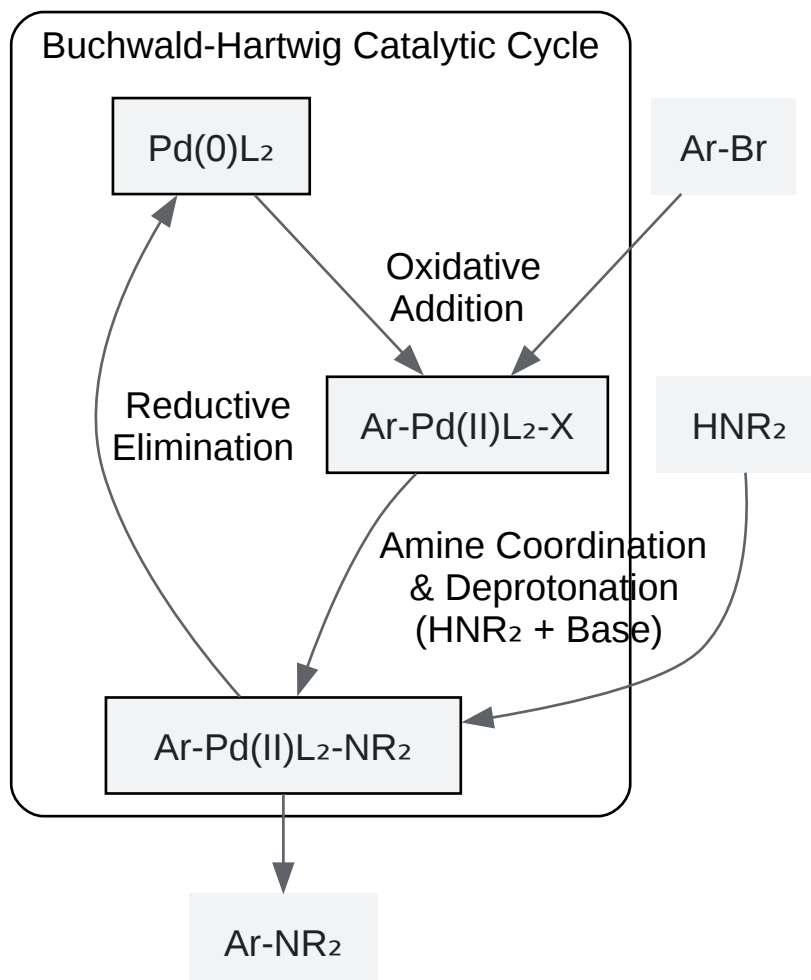 Buchwald-Hartwig Catalytic Cycle
Pd(0)L₂
Ar-Br
Oxidative
Addition
Reductive
Elimination
Ar-Pd(II)L₂-X
HNR₂
Amine Coordination
& Deprotonation
(HNR₂ + Base)
Ar-Pd(II)L₂-NR₂
Ar-NR₂